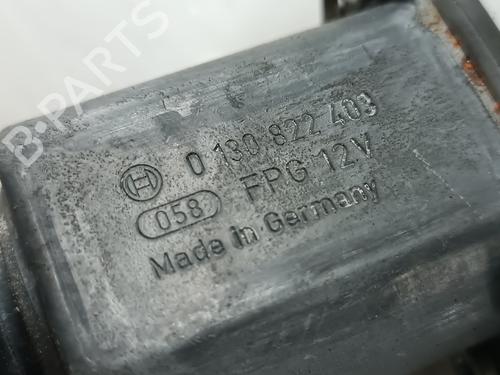 B-PARTS
0 130 822 403
058 FPG 12V
Made in Germany